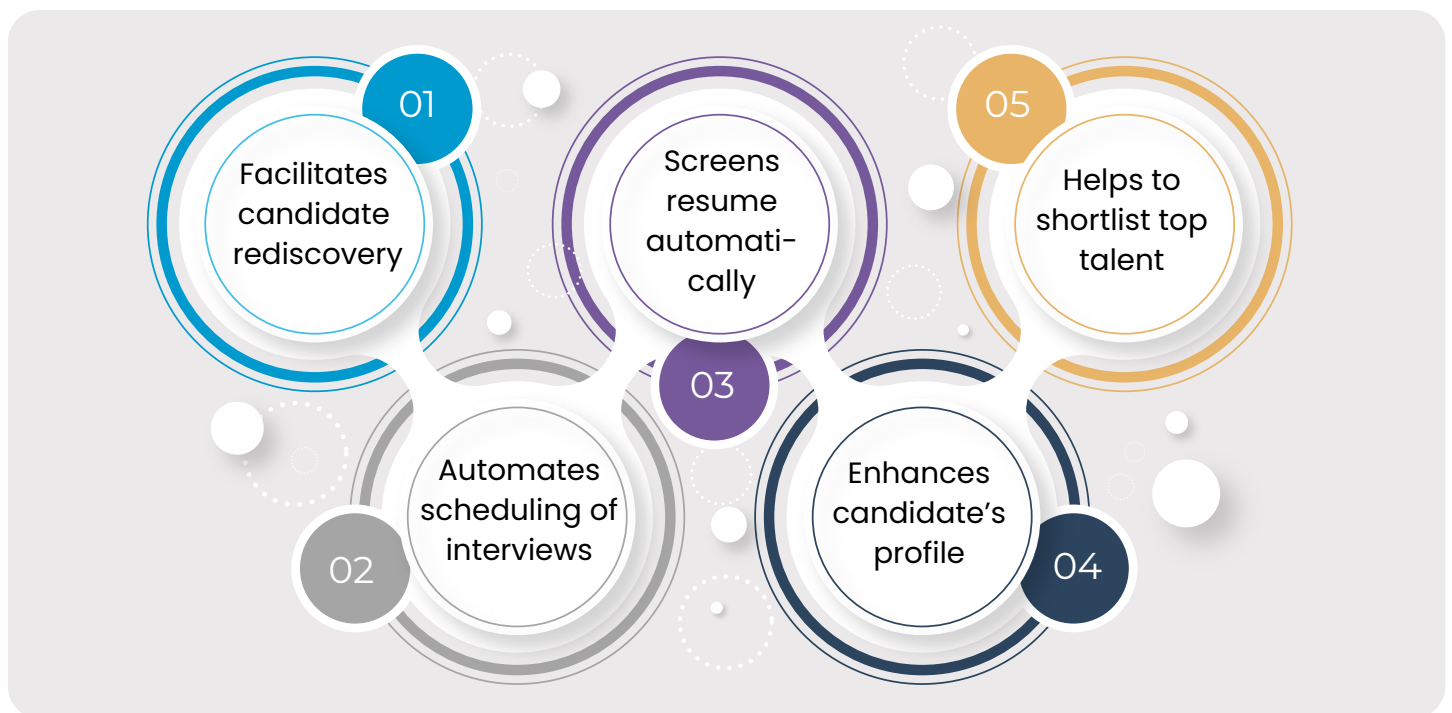 01
Facilitates
candidate
rediscovery
02
Automates
scheduling of
interviews
03
Screens
resume
automati-
cally
04
Enhances
candidate’s
profile
05
Helps to
shortlist top
talent